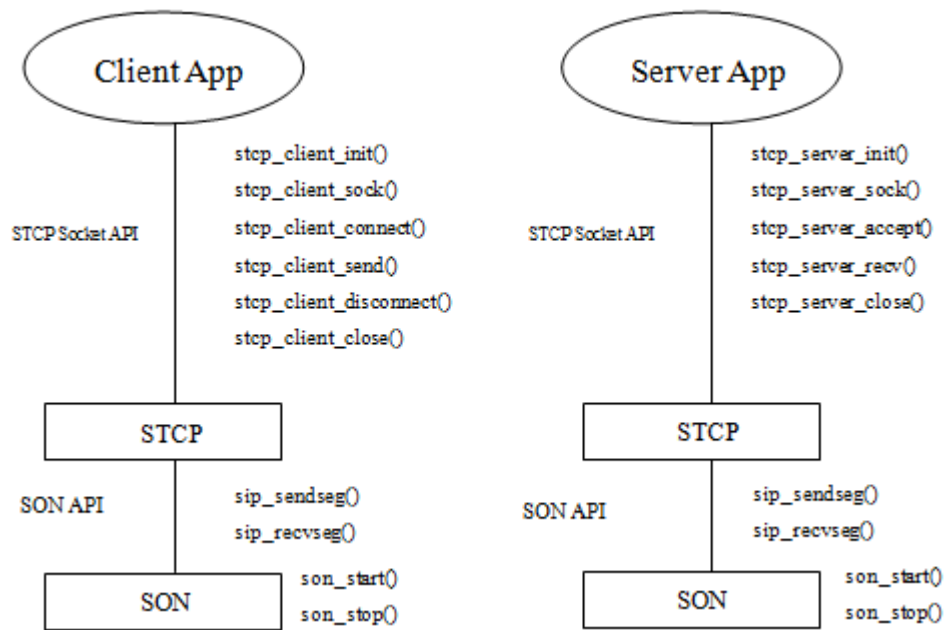 Client App
stcp_client_init()
stcp_client_sock()
STCP Socket API
stcp_client_connect()
stcp_client_send()
stcp_client_disconnect()
stcp_client_close()
STCP
SON API
sip_sendseg()
sip_recvseg()
SON
son_start()
son_stop()
Server App
stcp_server_init()
stcp_server_sock()
STCP Socket API
stcp_server_accept()
stcp_server_recv()
stcp_server_close()
STCP
SON API
sip_sendseg()
sip_recvseg()
SON
son_start()
son_stop()